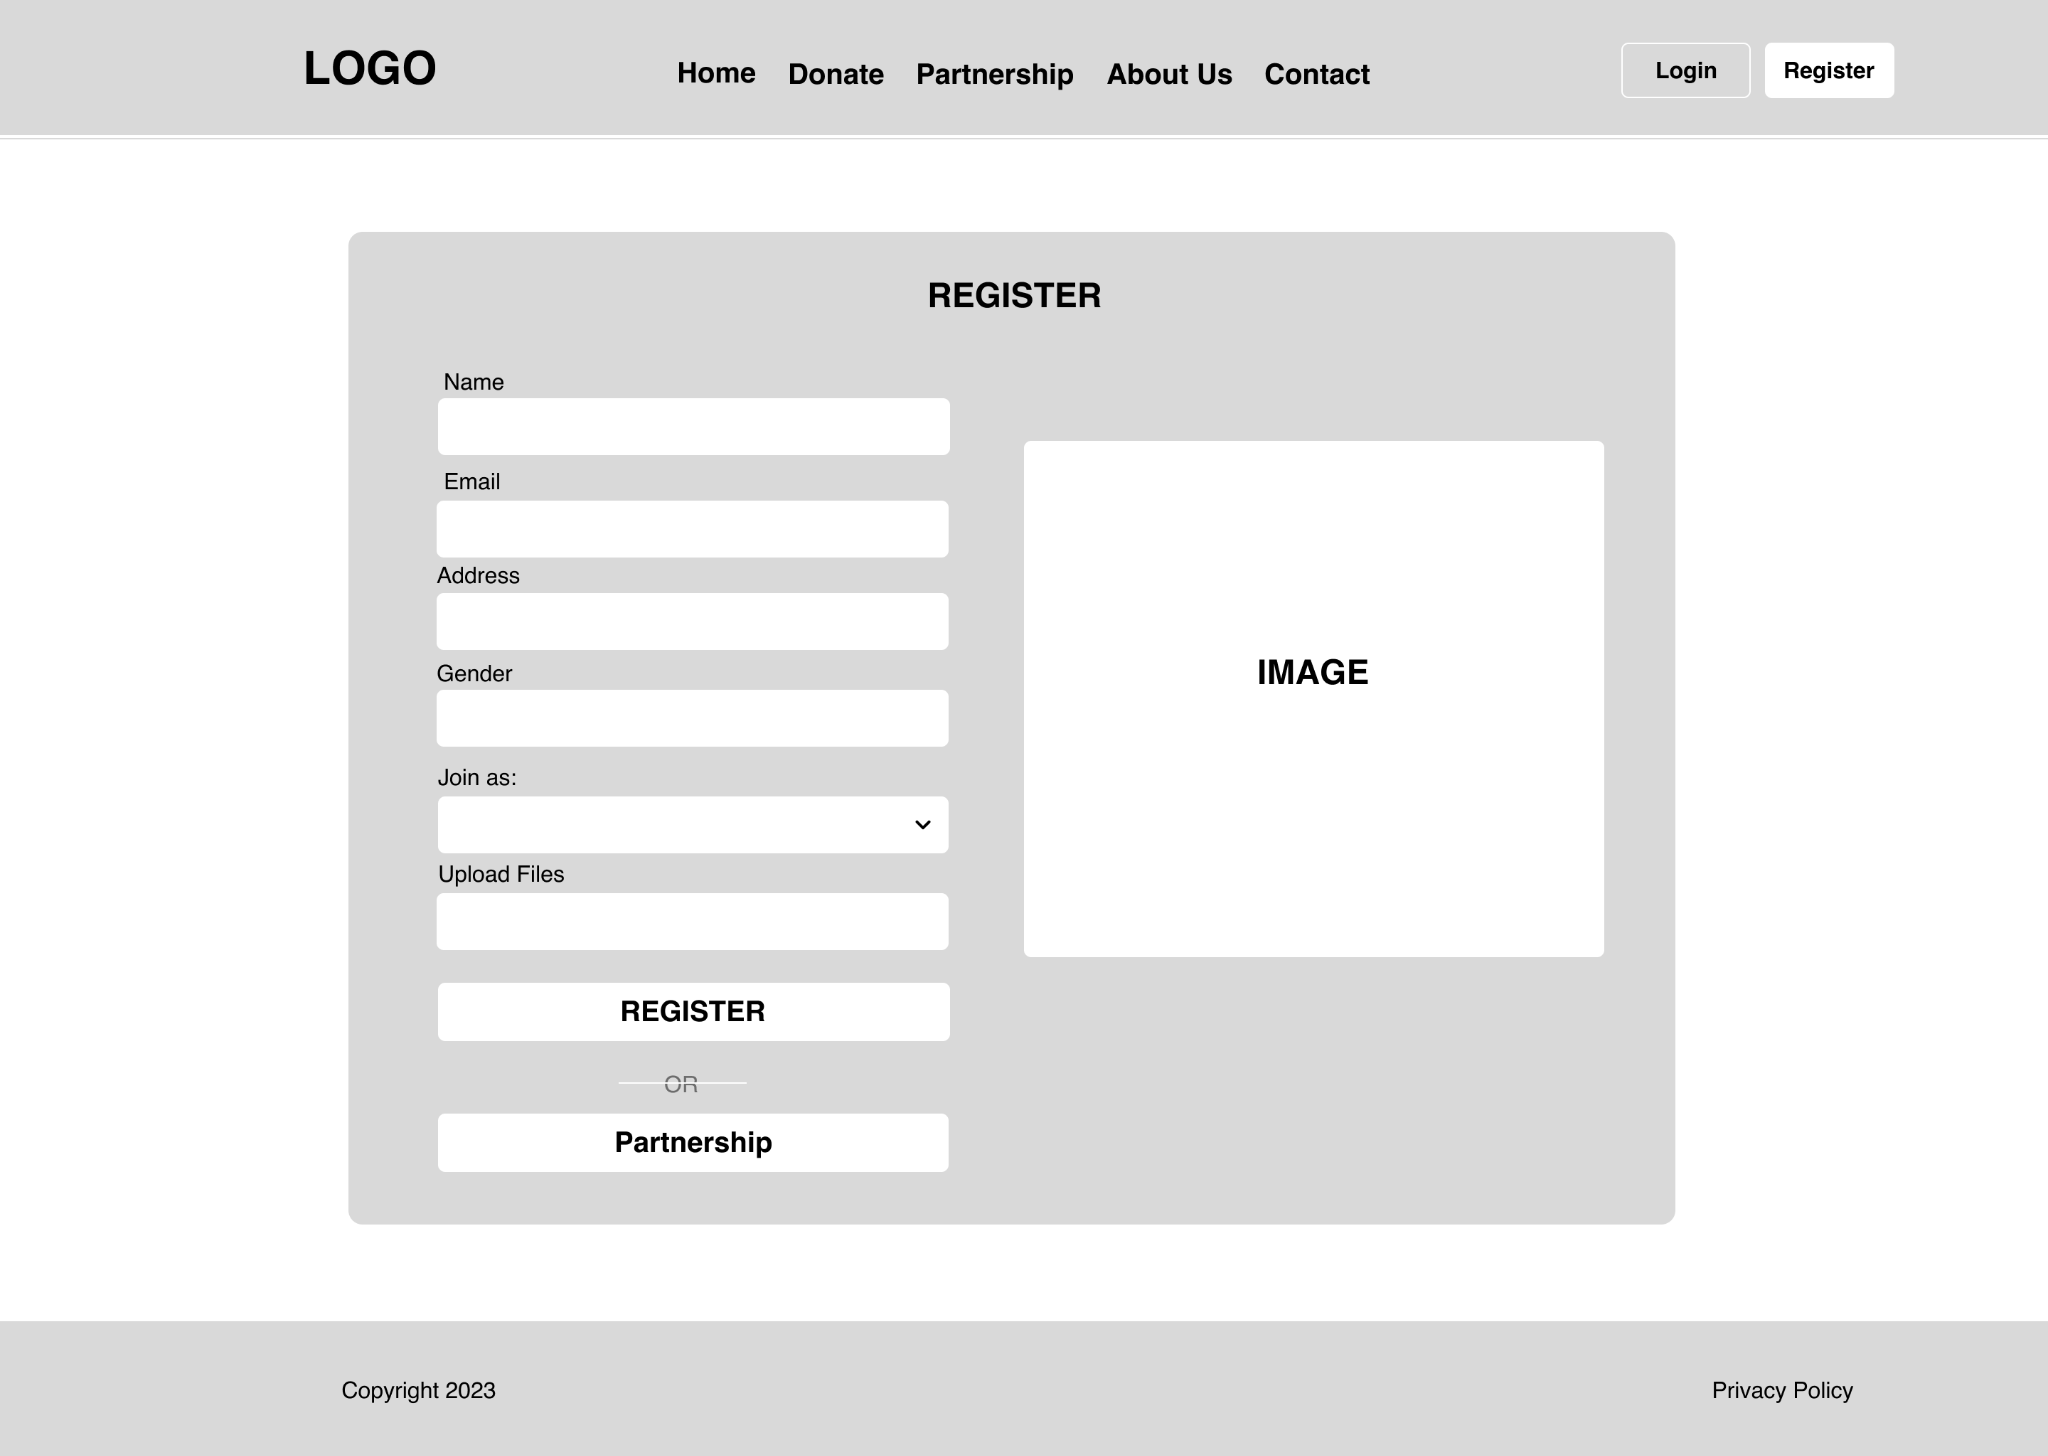 LOGO
Home Donate Partnership About Us Contact
Login Register
REGISTER
Name
Email
Address
Gender
Join as:
Upload Files
REGISTER
OR
Partnership
IMAGE
Copyright 2023
Privacy Policy